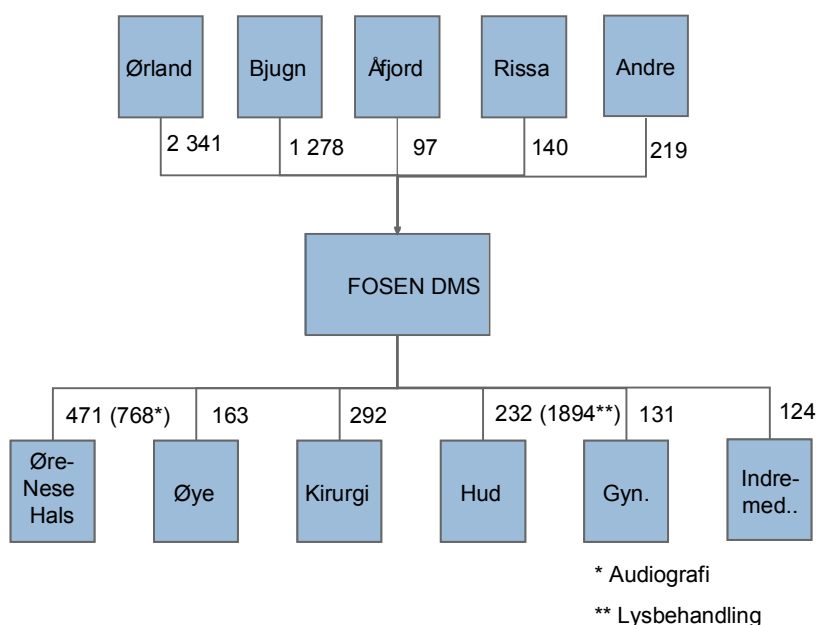 Ørland
Bjugn
Åfjord
Rissa
Andre
2 341
1 278
97
140
219
FOSEN DMS
471 (768*)
163
292
232 (1894**)
131
124
Øre-
Nese
Hals
Øye
Kirurgi
Hud
Gyn.
Indre-
med..
* Audiografi
** Lysbehandling